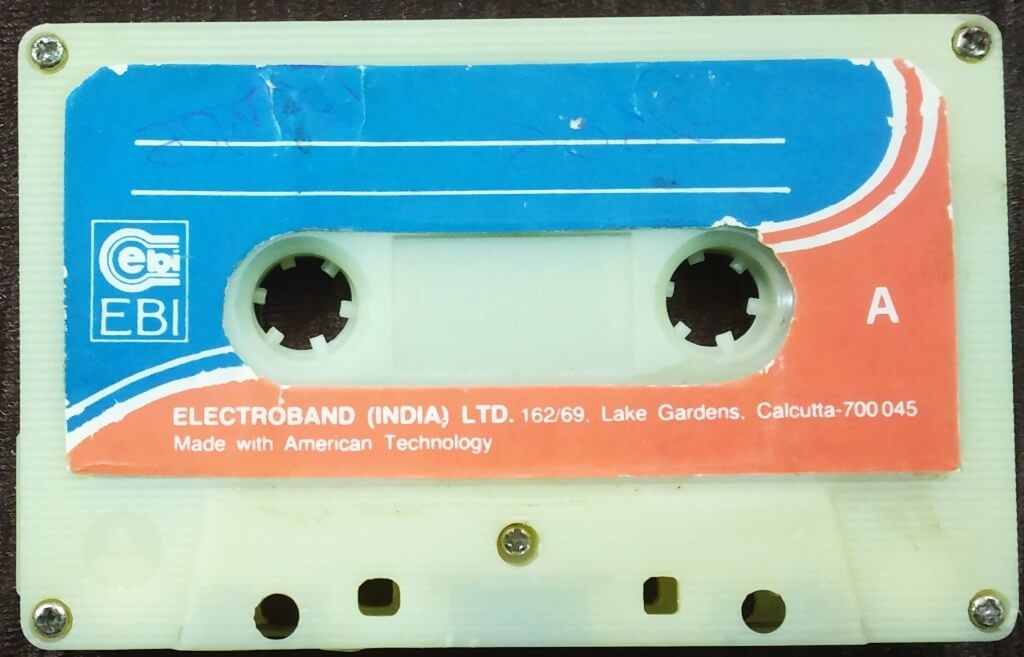 ebi
EBI
A
ELECTROBAND (INDIA) LTD. 162/69, Lake Gardens, Calcutta-700 045
Made with American Technology
A